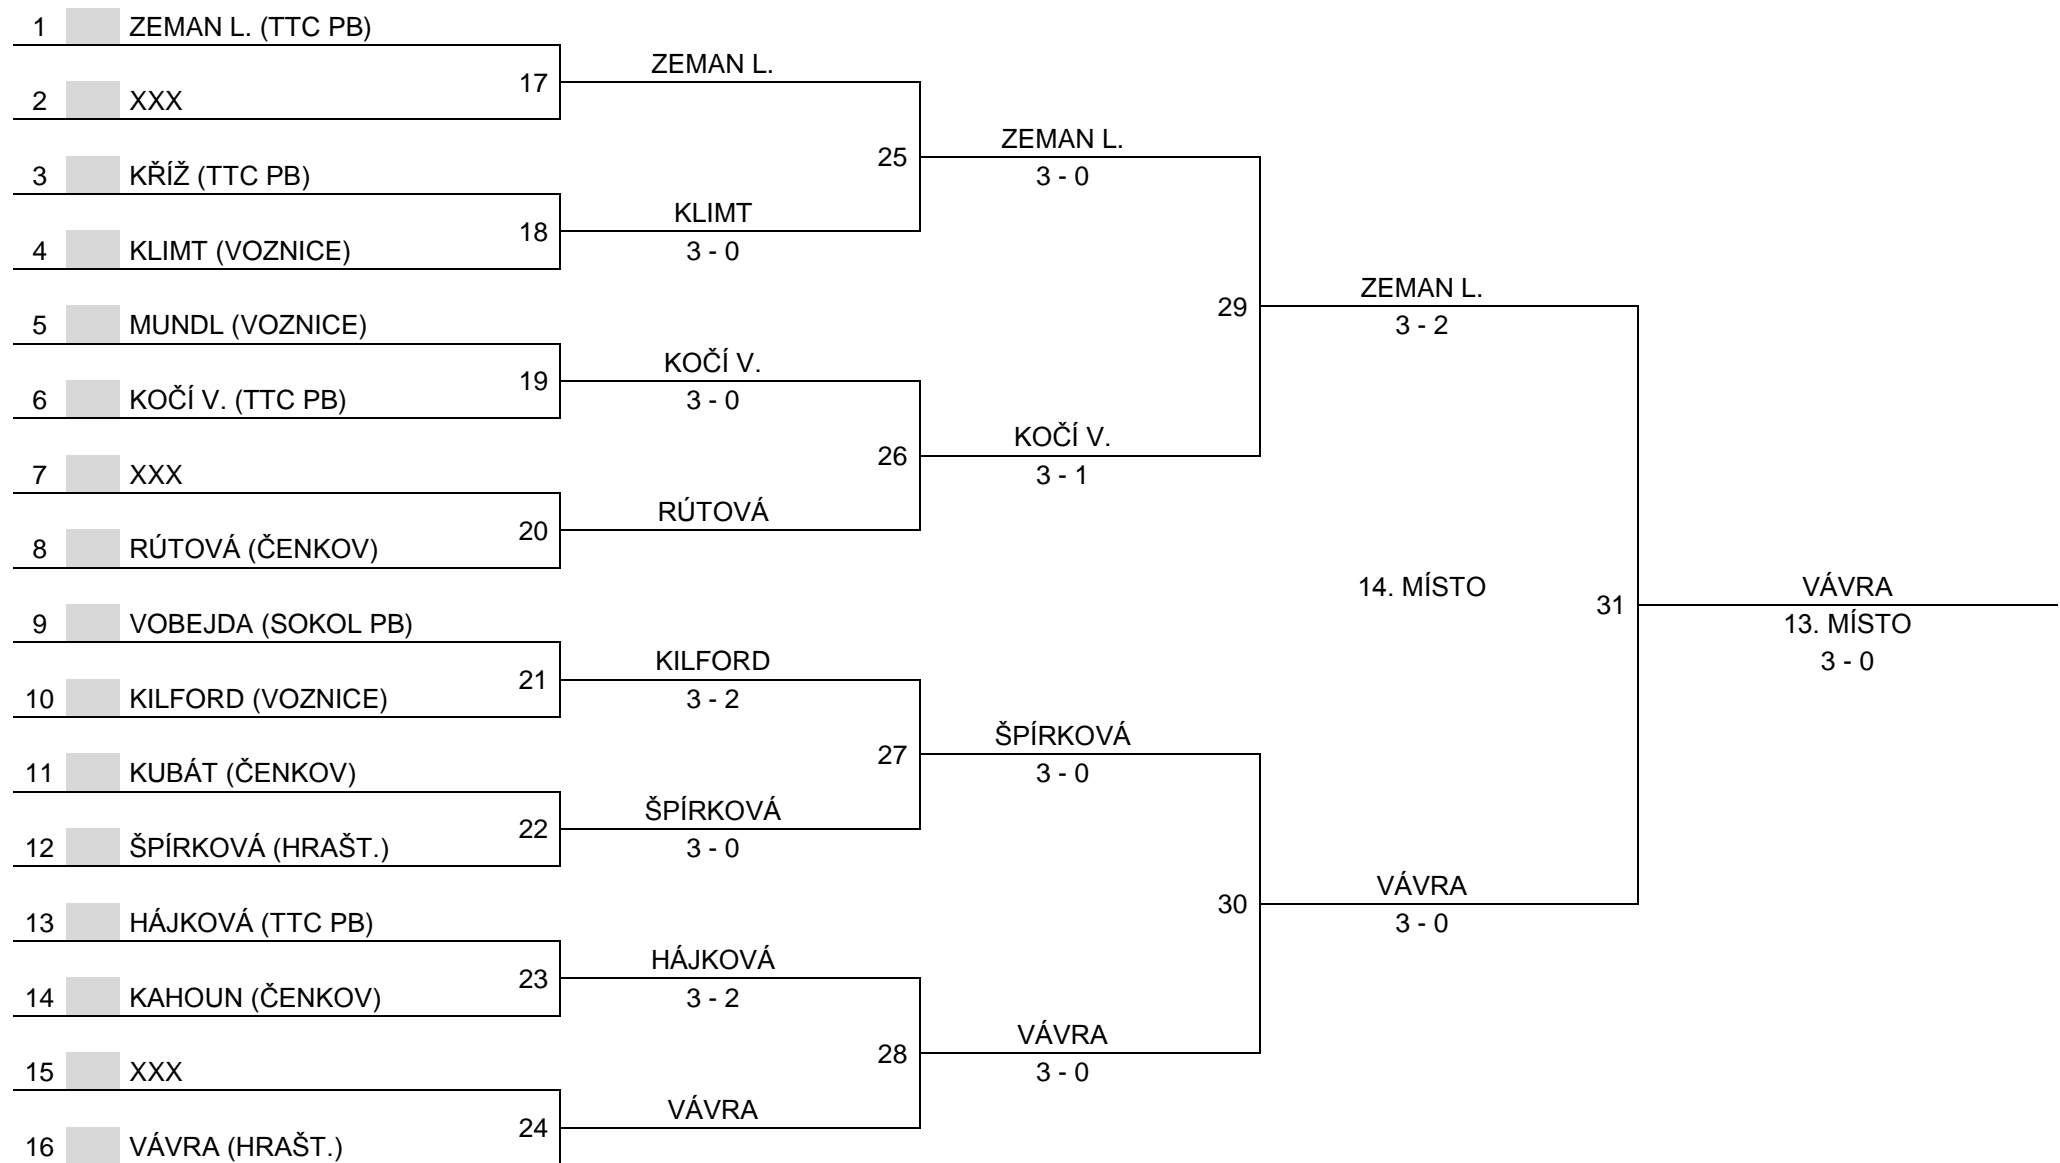 1 ZEMAN L. (TTC PB)
ZEMAN L.
17
2 XXX
ZEMAN L.
25
3 KŘÍŽ (TTC PB)
3 - 0
KLIMT
18
4 KLIMT (VOZNICE)
3 - 0
ZEMAN L.
29
5 MUNDL (VOZNICE)
3 - 2
KOČÍ V.
19
6 KOČÍ V. (TTC PB)
3 - 0
KOČÍ V.
26
7 XXX
3 - 1
RÚTOVÁ
20
8 RÚTOVÁ (ČENKOV)
14. MÍSTO
VÁVRA
31
9 VOBEJDA (SOKOL PB)
13. MÍSTO
KILFORD
3 - 0
21
10 KILFORD (VOZNICE)
3 - 2
ŠPÍRKOVÁ
27
11 KUBÁT (ČENKOV)
3 - 0
ŠPÍRKOVÁ
22
12 ŠPÍRKOVÁ (HRAŠT.)
3 - 0
VÁVRA
30
13 HÁJKOVÁ (TTC PB)
3 - 0
HÁJKOVÁ
23
14 KAHOUN (ČENKOV)
3 - 2
VÁVRA
28
15 XXX
3 - 0
VÁVRA
24
16 VÁVRA (HRAŠT.)